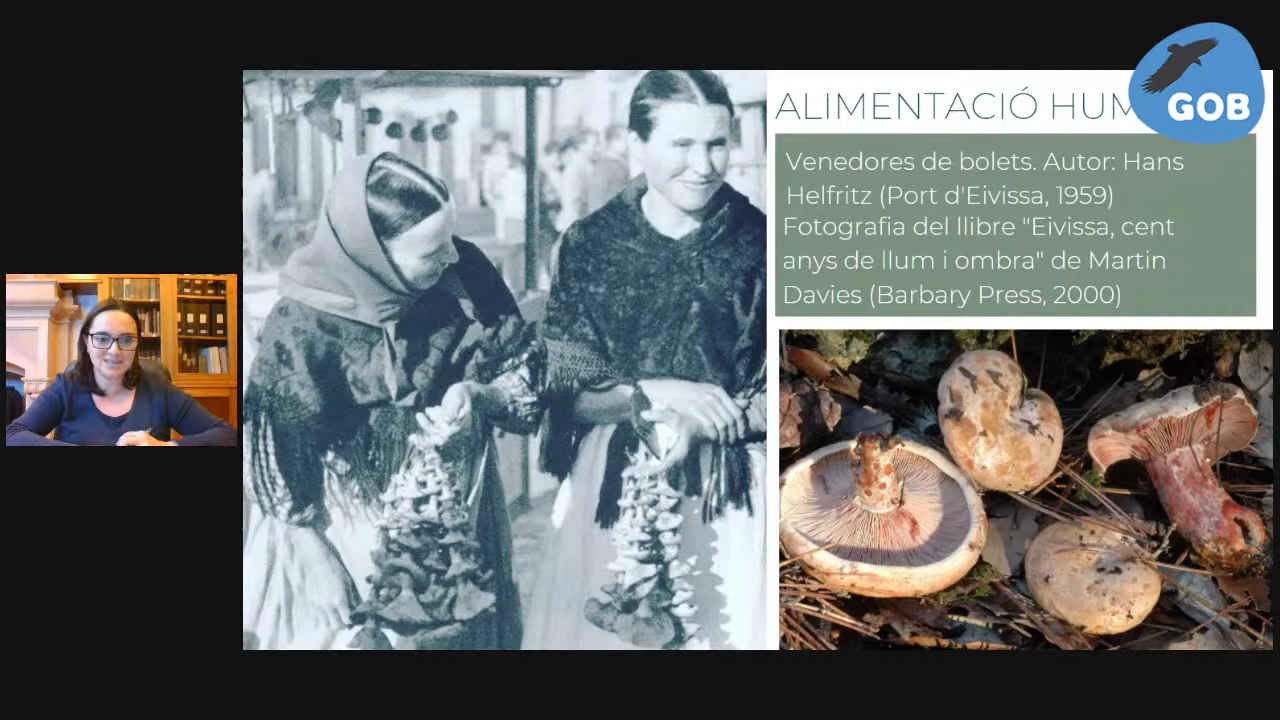 ALIMENTACIÓ HUM
GOB
Venedores de bolets. Autor: Hans
Helfritz (Port d'Eivissa, 1959)
Fotografia del llibre "Eivissa, cent
anys de llum i ombra" de Martin
Davies (Barbary Press, 2000)